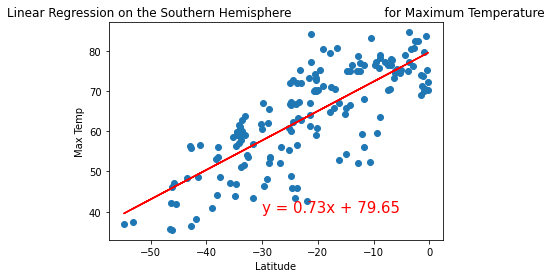 Linear Regression on the Southern Hemisphere for Maximum Temperature
80
70
60
50
40
Max Temp
y = 0.73x + 79.65
−50
−40
−30
−20
−10
0
Latitude